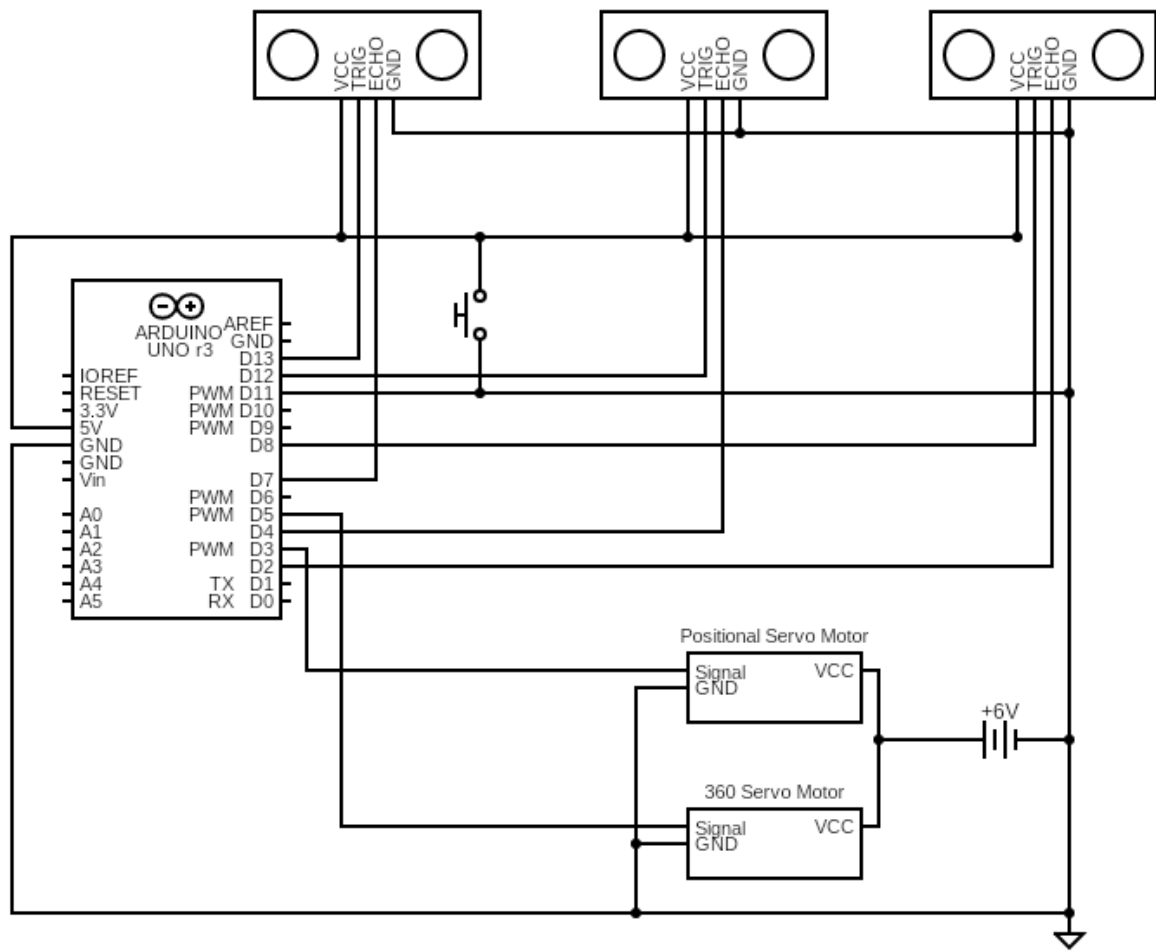 VCC TRIG ECHO GND
VCC TRIG ECHO GND
VCC TRIG ECHO GND
ARDUINO
UNO r3
AREF
GND
D13
IOREF D12
RESET PWM D11
3.3V PWM D10
5V PWM D9
GND D8
GND
Vin D7
PWM D6
A0 PWM D5
A1 D4
A2 PWM D3
A3 D2
A4 TX D1
A5 RX D0
Positional Servo Motor
Signal VCC
GND
+6V
360 Servo Motor
Signal VCC
GND